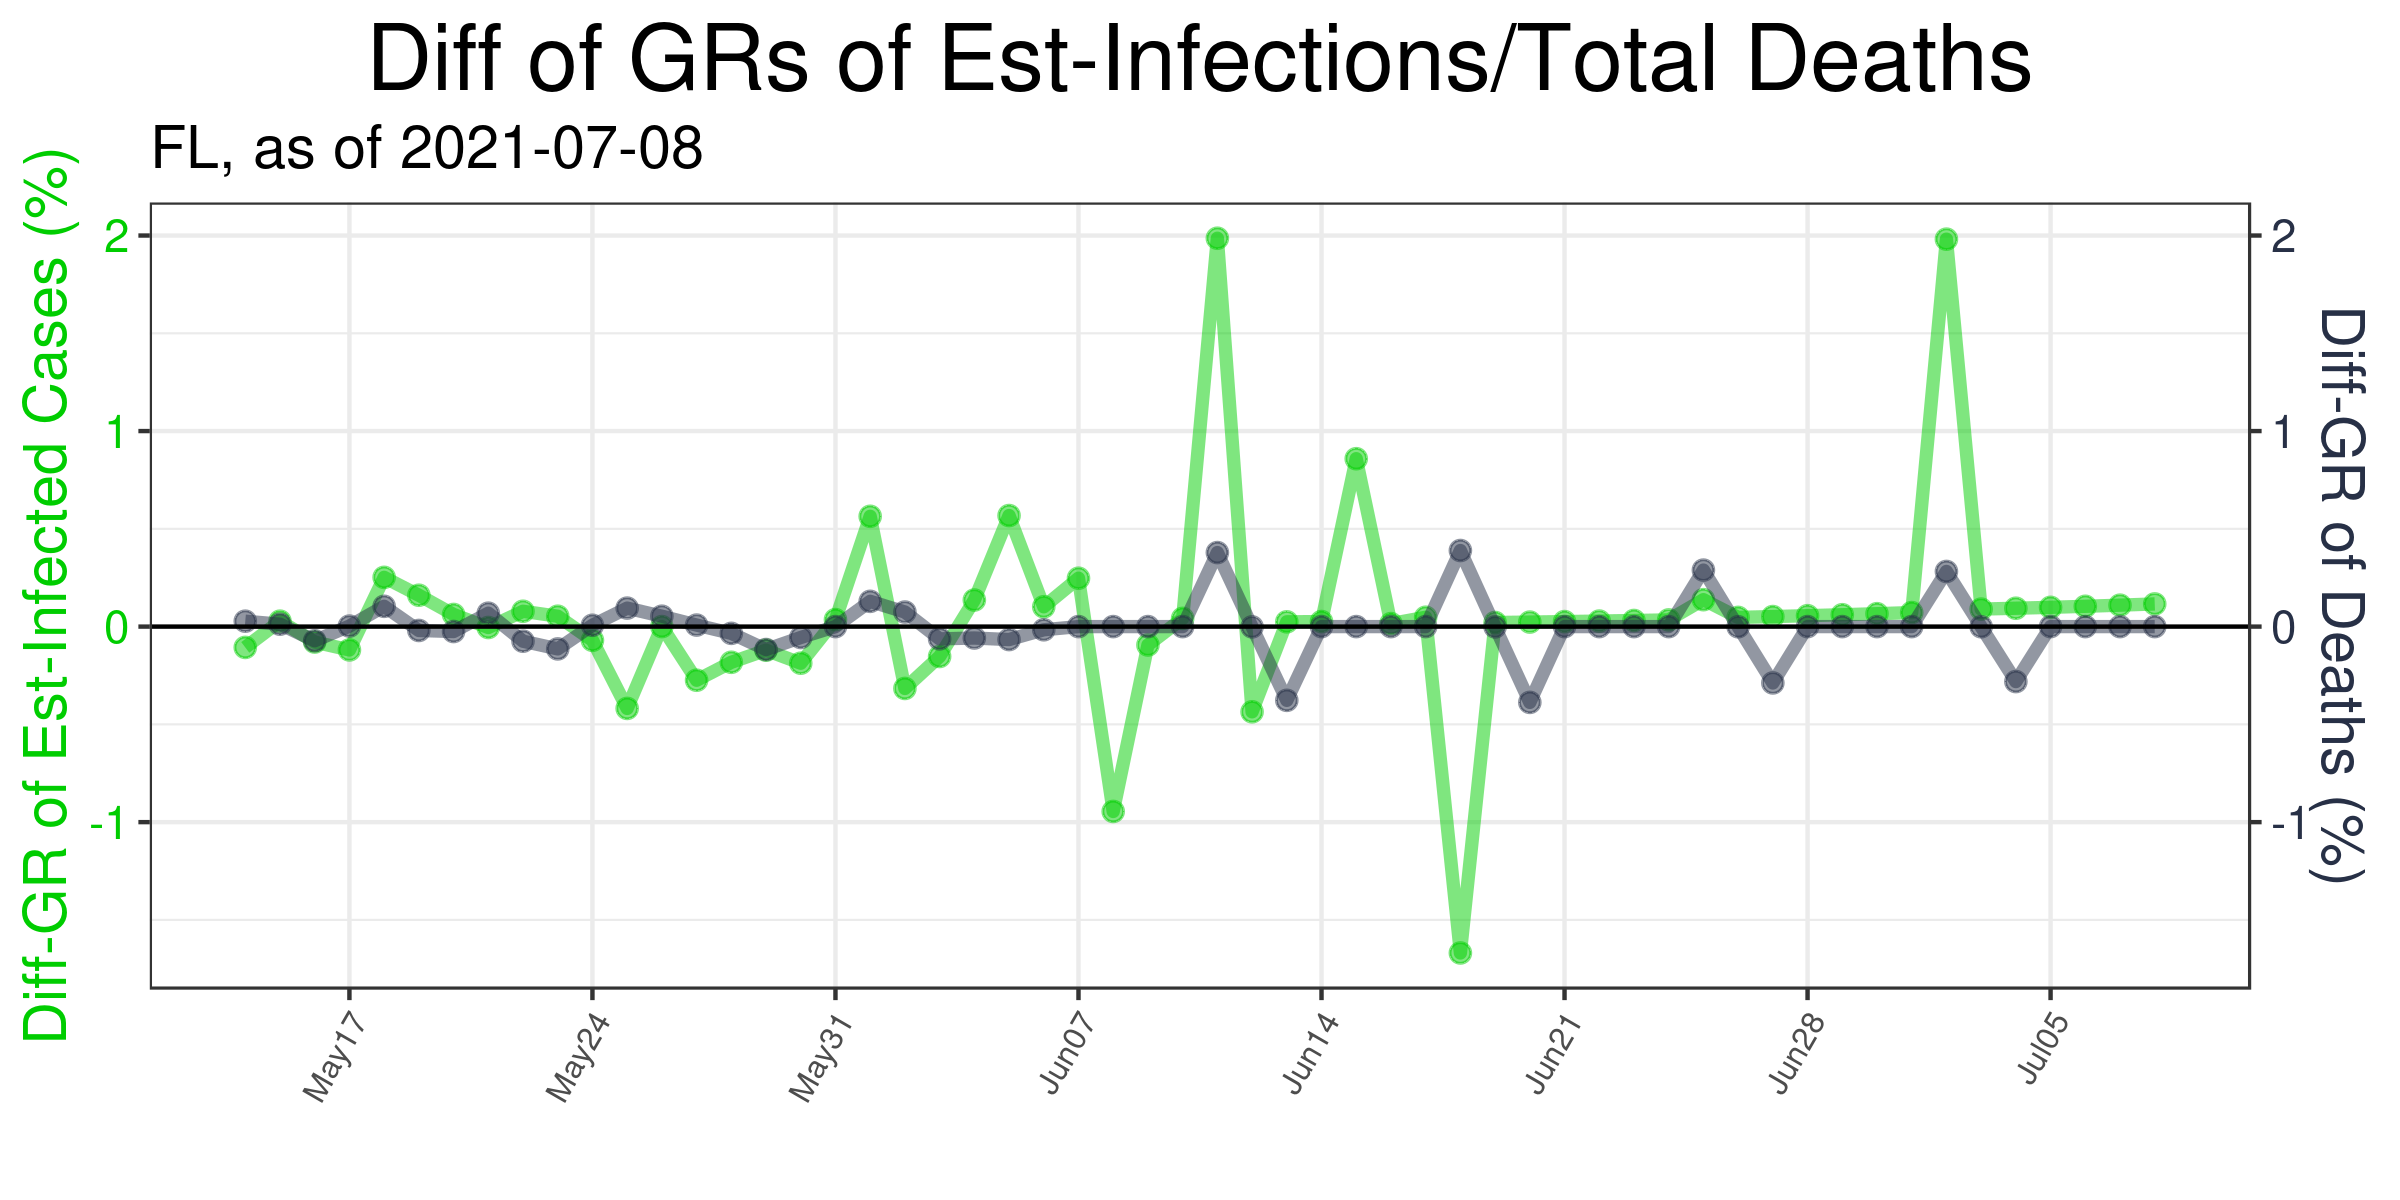 Diff of GRs of Est-Infections/Total Deaths
FL, as of 2021-07-08
Diff-GR of Est-Infected Cases (%)
2
1
0
-1
2
1
0
-1
Diff-GR of Deaths (%)
May17
May24
May31
Jun07
Jun14
Jun21
Jun28
Jul05